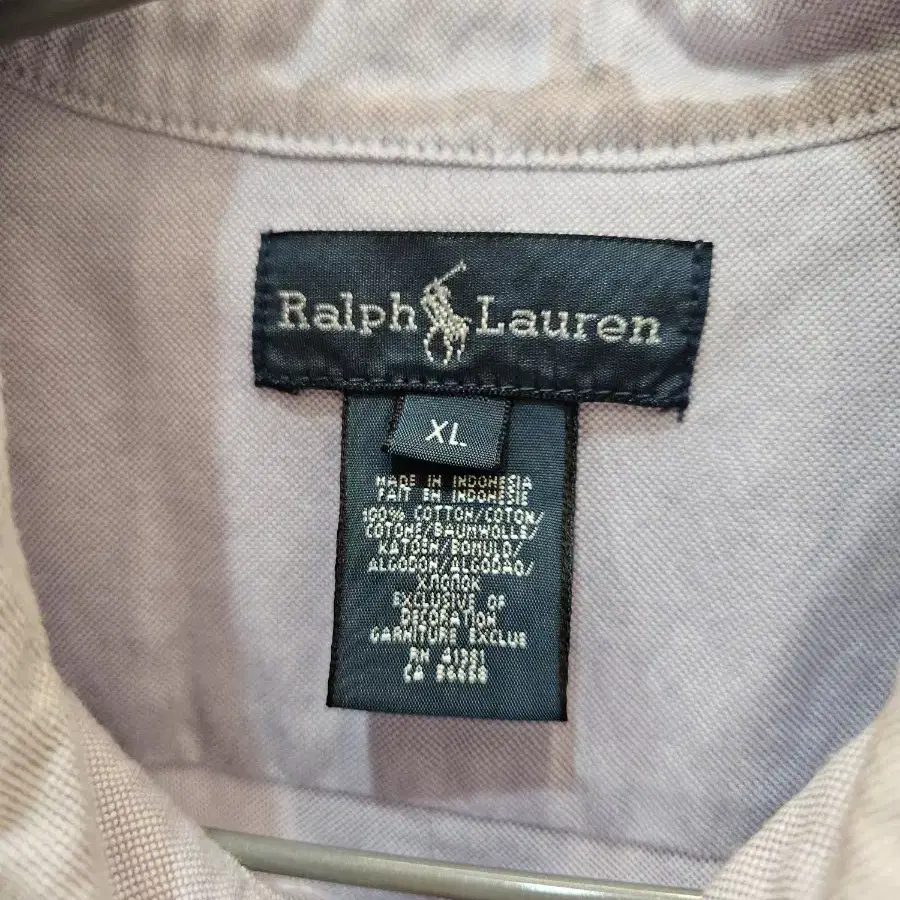 Ralph Lauren
XL
MADE IN INDONESIA
FAIT EN INDONESIE
100% COTTON/COTON/
COTONE/BAUMWOLLE/
KATOEN/BOMULD/
ALGODON/ALGODAO/
ХЛОПОК
EXCLUSIVE OF
DECORATION
GARNITURE EXCLUE
RN 41381
CA